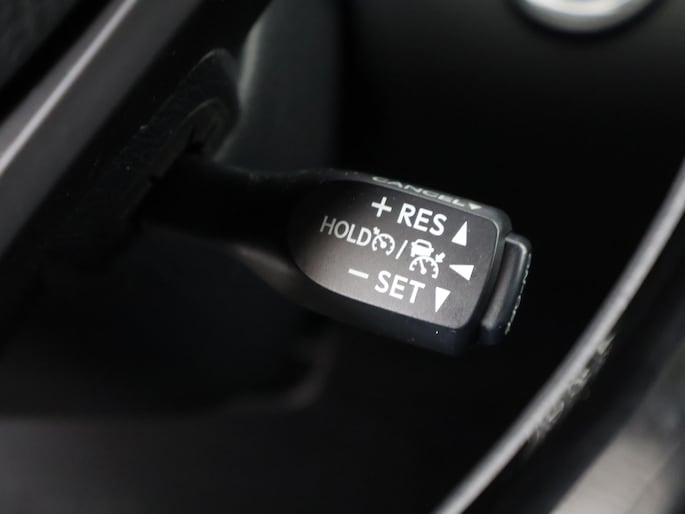 CANCEL▼
+ RES ▲
HOLD /
− SET ▼